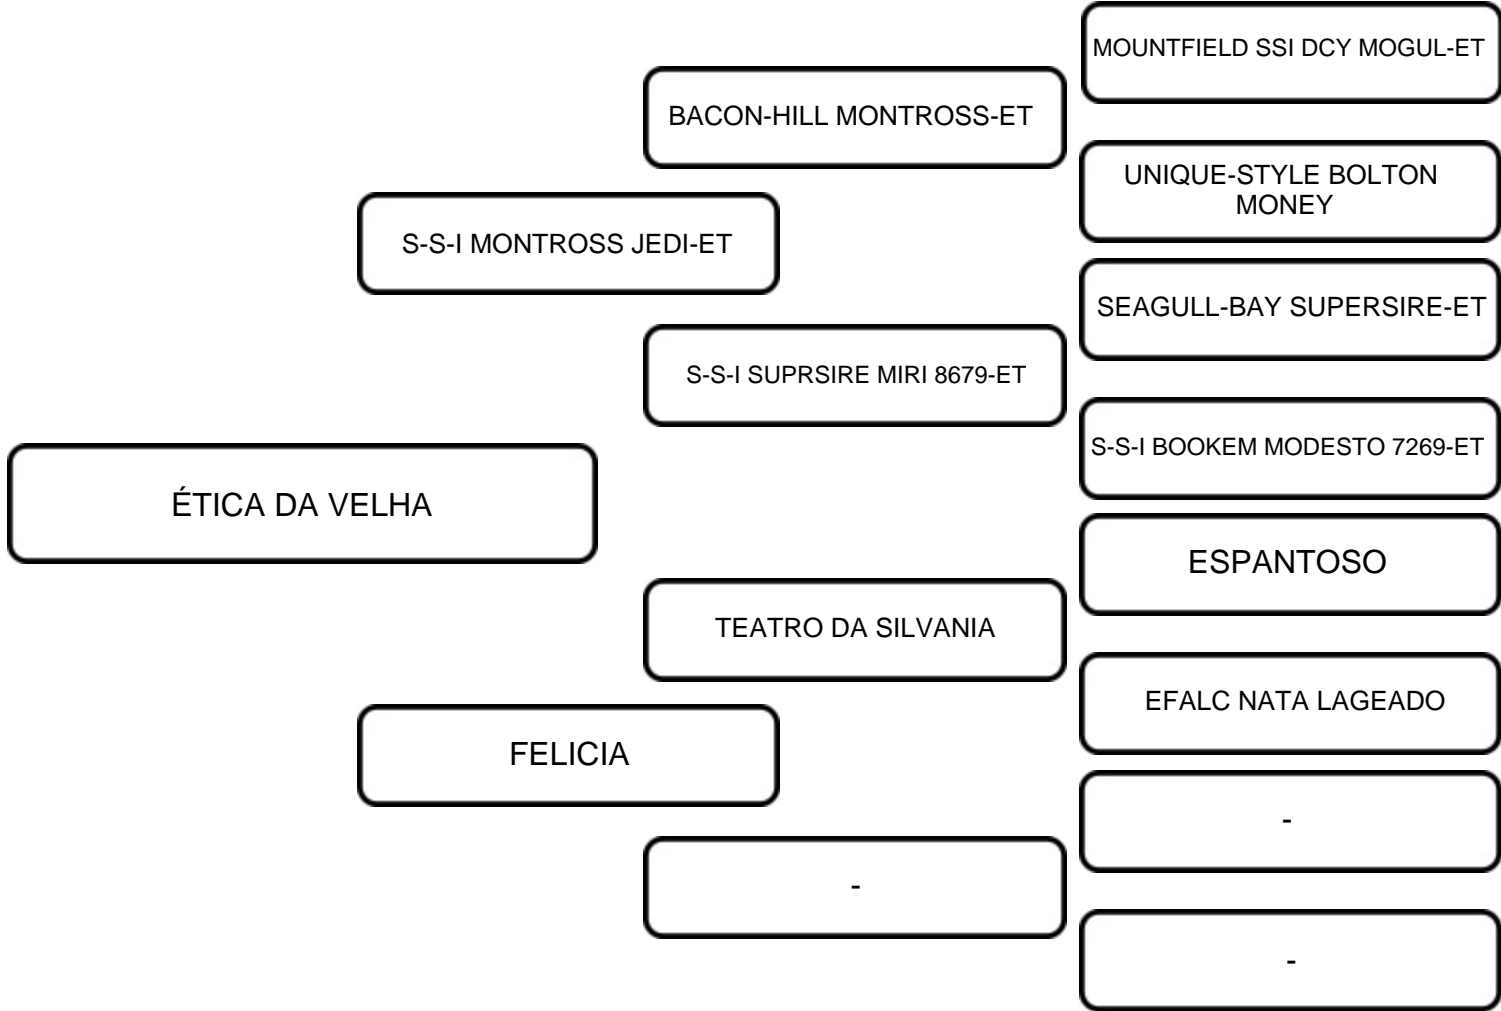 MOUNTFIELD SSI DCY MOGUL-ET
BACON-HILL MONTROSS-ET
UNIQUE-STYLE BOLTON
MONEY
S-S-I MONTROSS JEDI-ET
SEAGULL-BAY SUPERSIRE-ET
S-S-I SUPRSIRE MIRI 8679-ET
S-S-I BOOKEM MODESTO 7269-ET
ÉTICA DA VELHA
ESPANTOSO
TEATRO DA SILVANIA
EFALC NATA LAGEADO
FELICIA
-
-
-